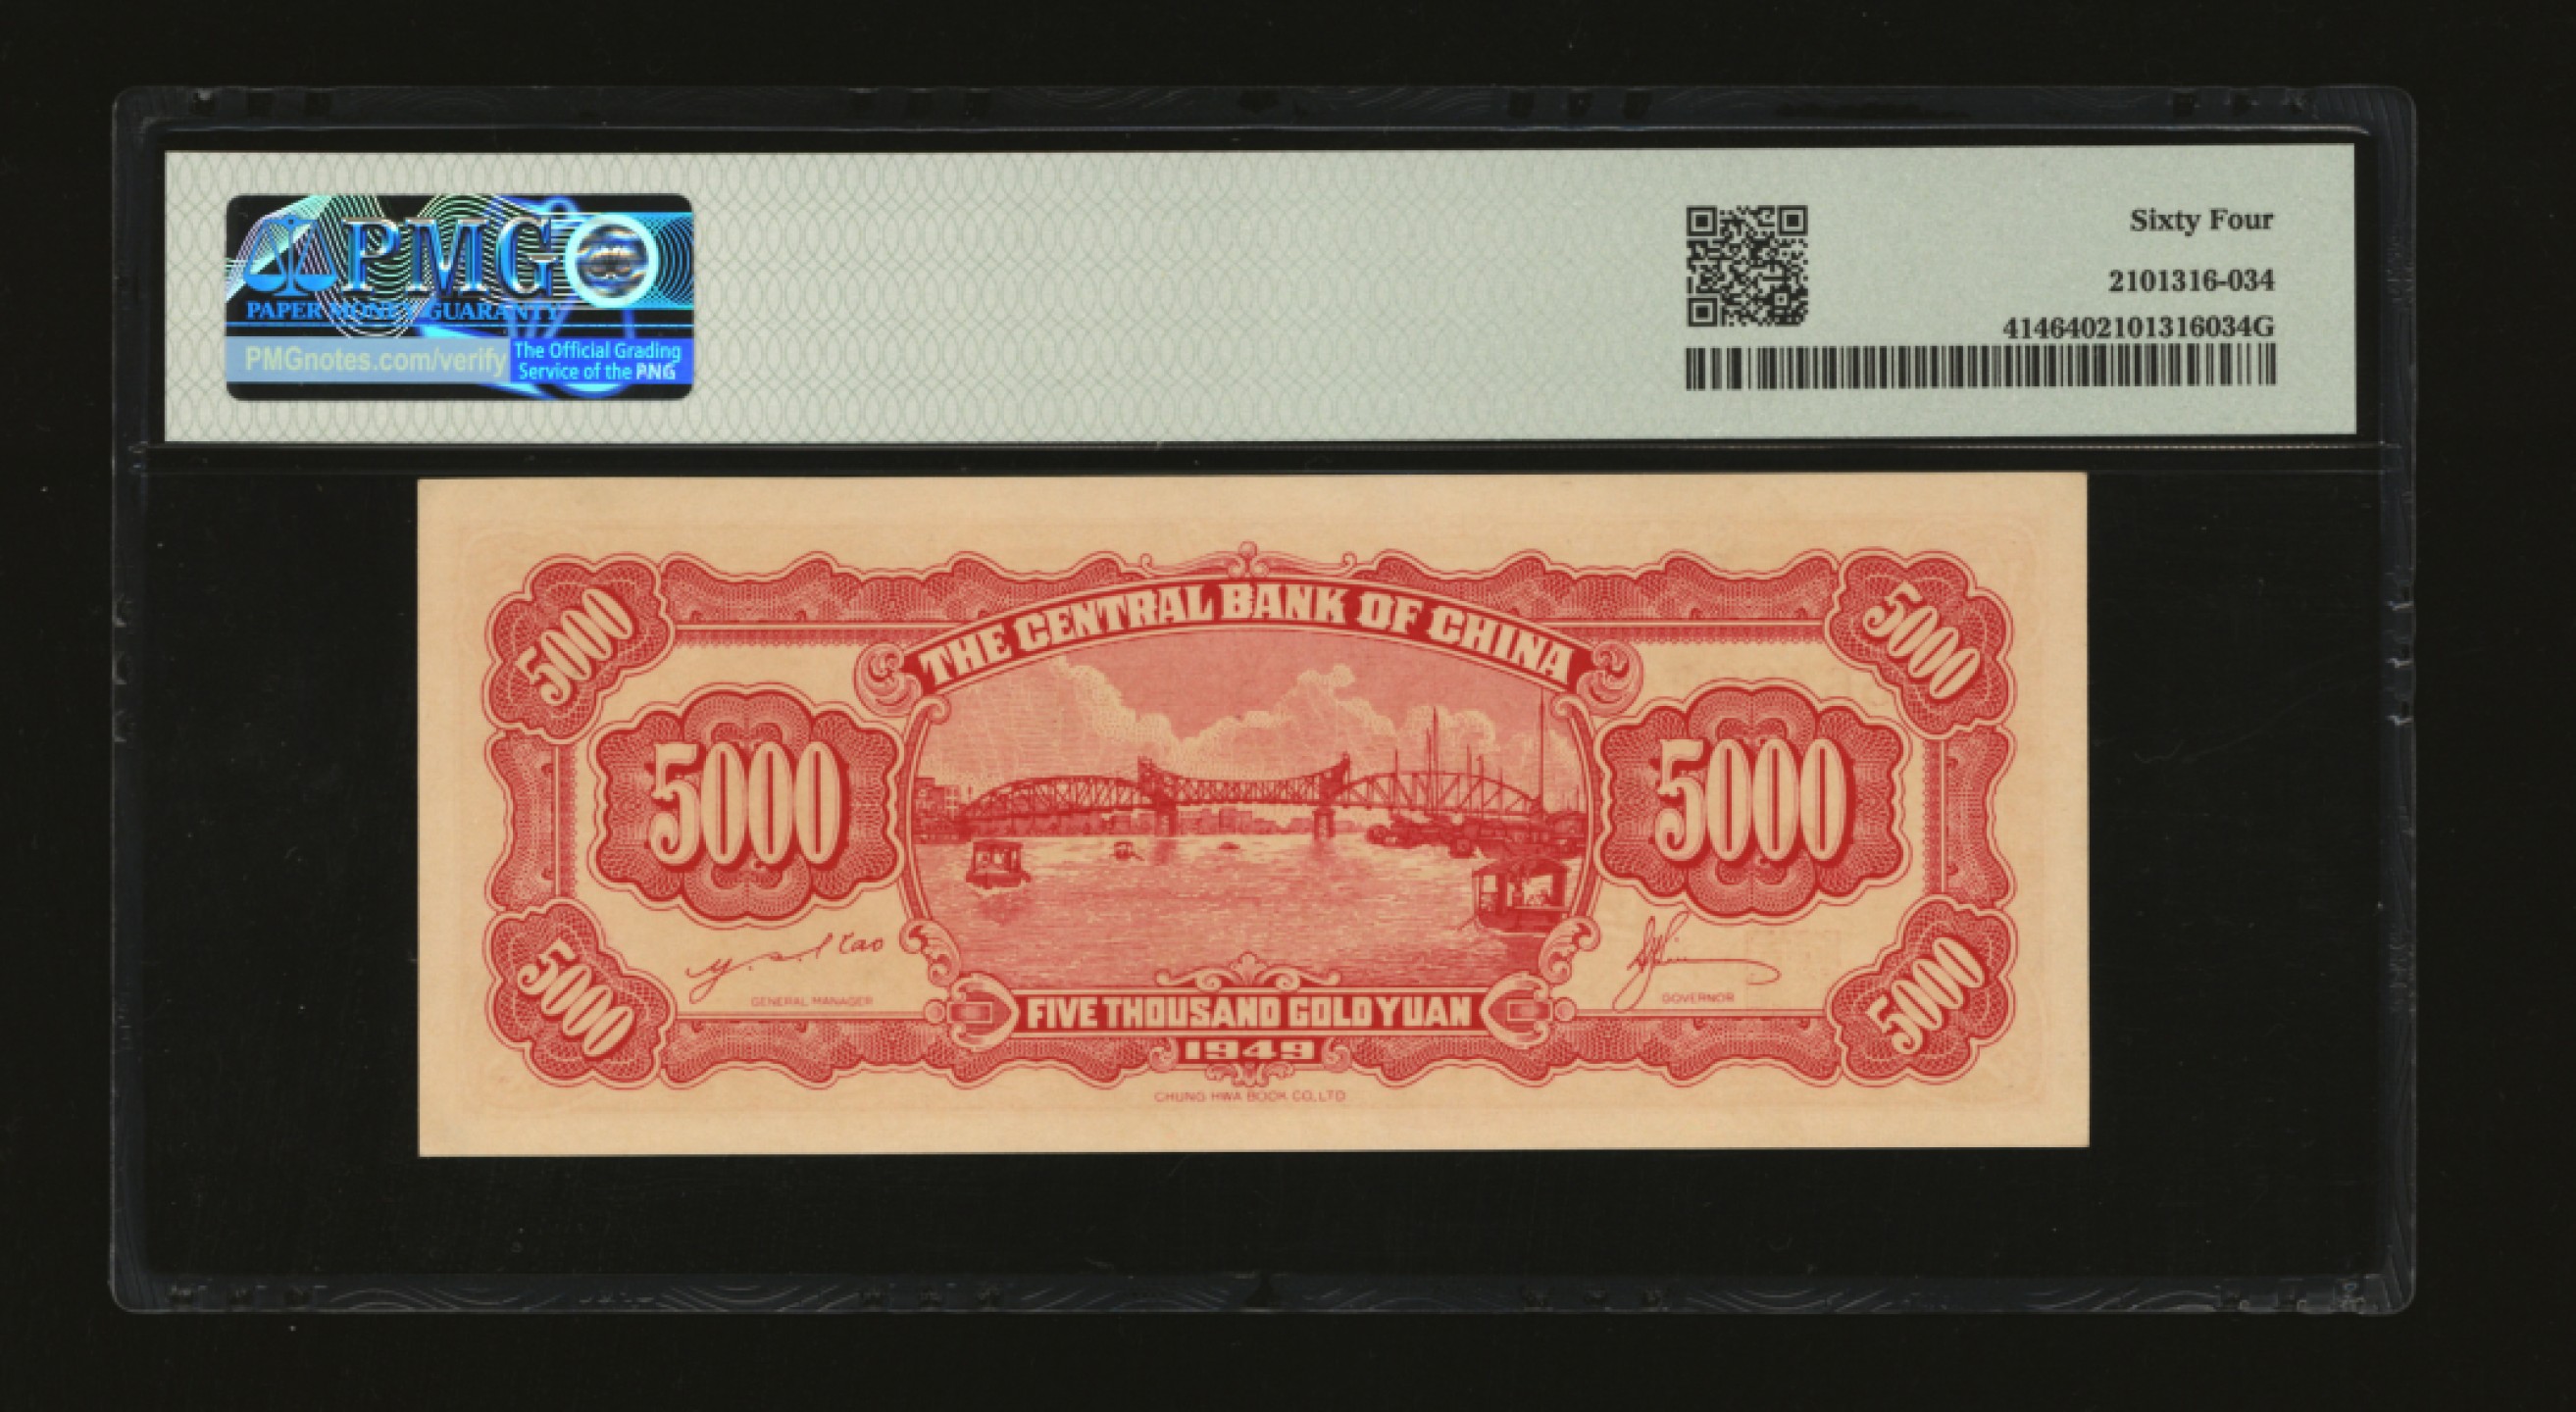 PMG
PAPER MONEY GUARANTY
PMGnotes.com/verify
The Official Grading
Service of the PNG
Sixty Four
2101316-034
4146402101316034G
5000
THE CENTRAL BANK OF CHINA
5000
5000
5000
GENERAL MANAGER
GOVERNOR
5000
FIVE THOUSAND GOLD YUAN
5000
1949
CHUNG HWA BOOK CO.,LTD